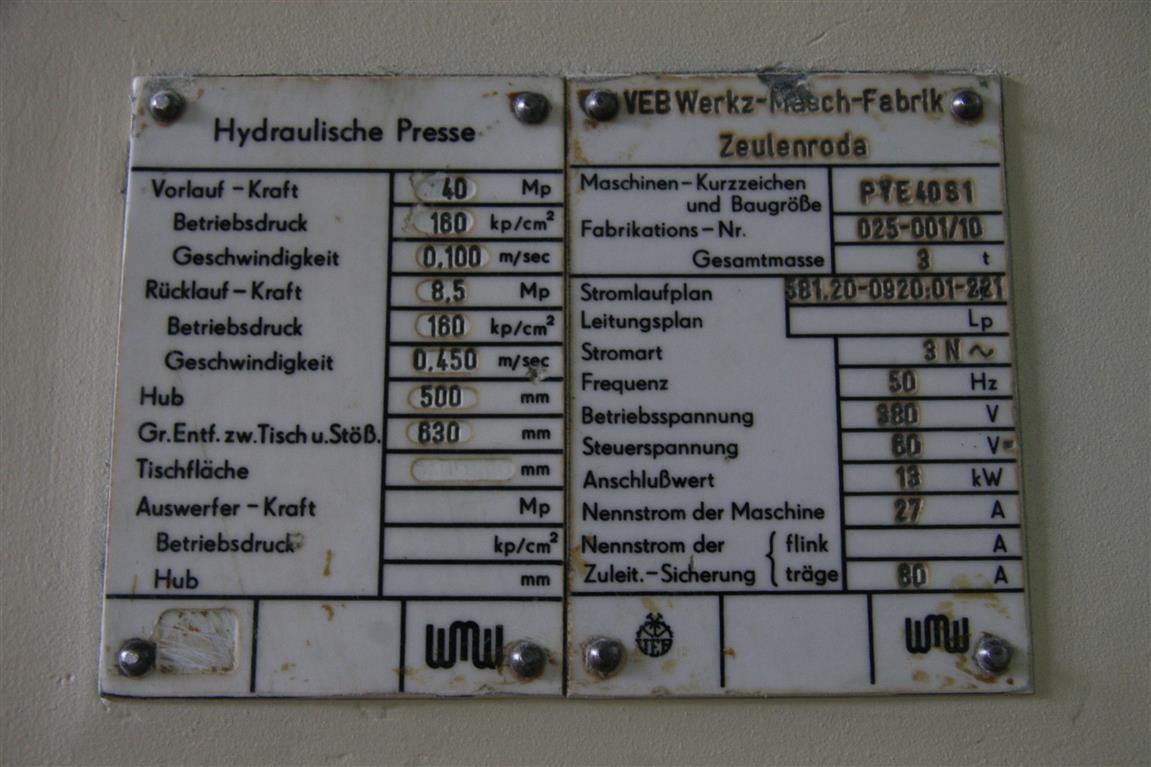 Hydraulische Presse
Vorlauf – Kraft 40 Mp
Betriebsdruck 160 kp/cm²
Geschwindigkeit 0,100 m/sec
Rücklauf – Kraft 8,5 Mp
Betriebsdruck 160 kp/cm²
Geschwindigkeit 0,450 m/sec
Hub 500 mm
Gr.Entf.zw.Tisch u.Stöß. 630 mm
Tischfläche mm
Auswerfer – Kraft Mp
Betriebsdruck kp/cm²
Hub mm
WMW
VEB Werkz-Masch-Fabrik
Zeulenroda
Maschinen – Kurzzeichen
und Baugröße PYE40S1
Fabrikations – Nr. 025-001/10
Gesamtmasse 3 t
Stromlaufplan 581.20-0920:01-221
Leitungsplan Lp
Stromart 3 N ~
Frequenz 50 Hz
Betriebsspannung 380 V
Steuerspannung 60 V=
Anschlußwert 13 kW
Nennstrom der Maschine 27 A
Nennstrom der { flink A
Zuleit.–Sicherung { träge 80 A
VEB
WMW